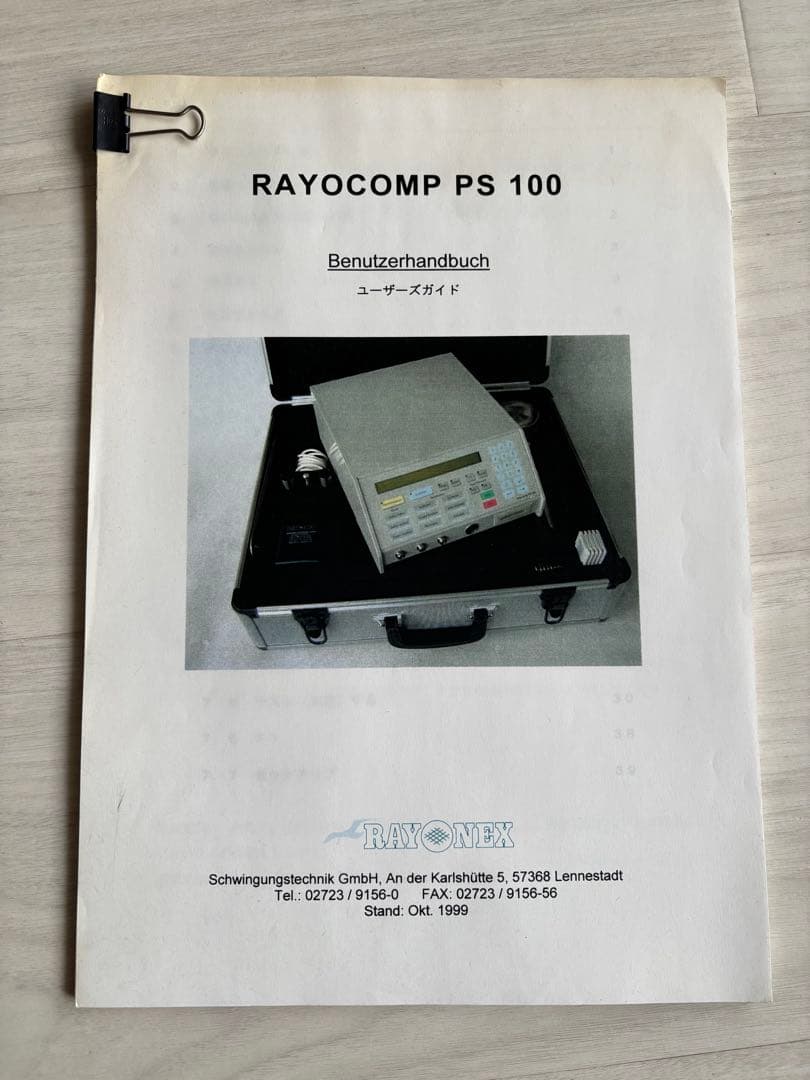 RAYOCOMP PS 100
Benutzerhandbuch
ユーザーズガイド
RAYONEX
Schwingungstechnik GmbH, An der Karlshütte 5, 57368 Lennestadt
Tel.: 02723 / 9156-0 FAX: 02723 / 9156-56
Stand: Okt. 1999